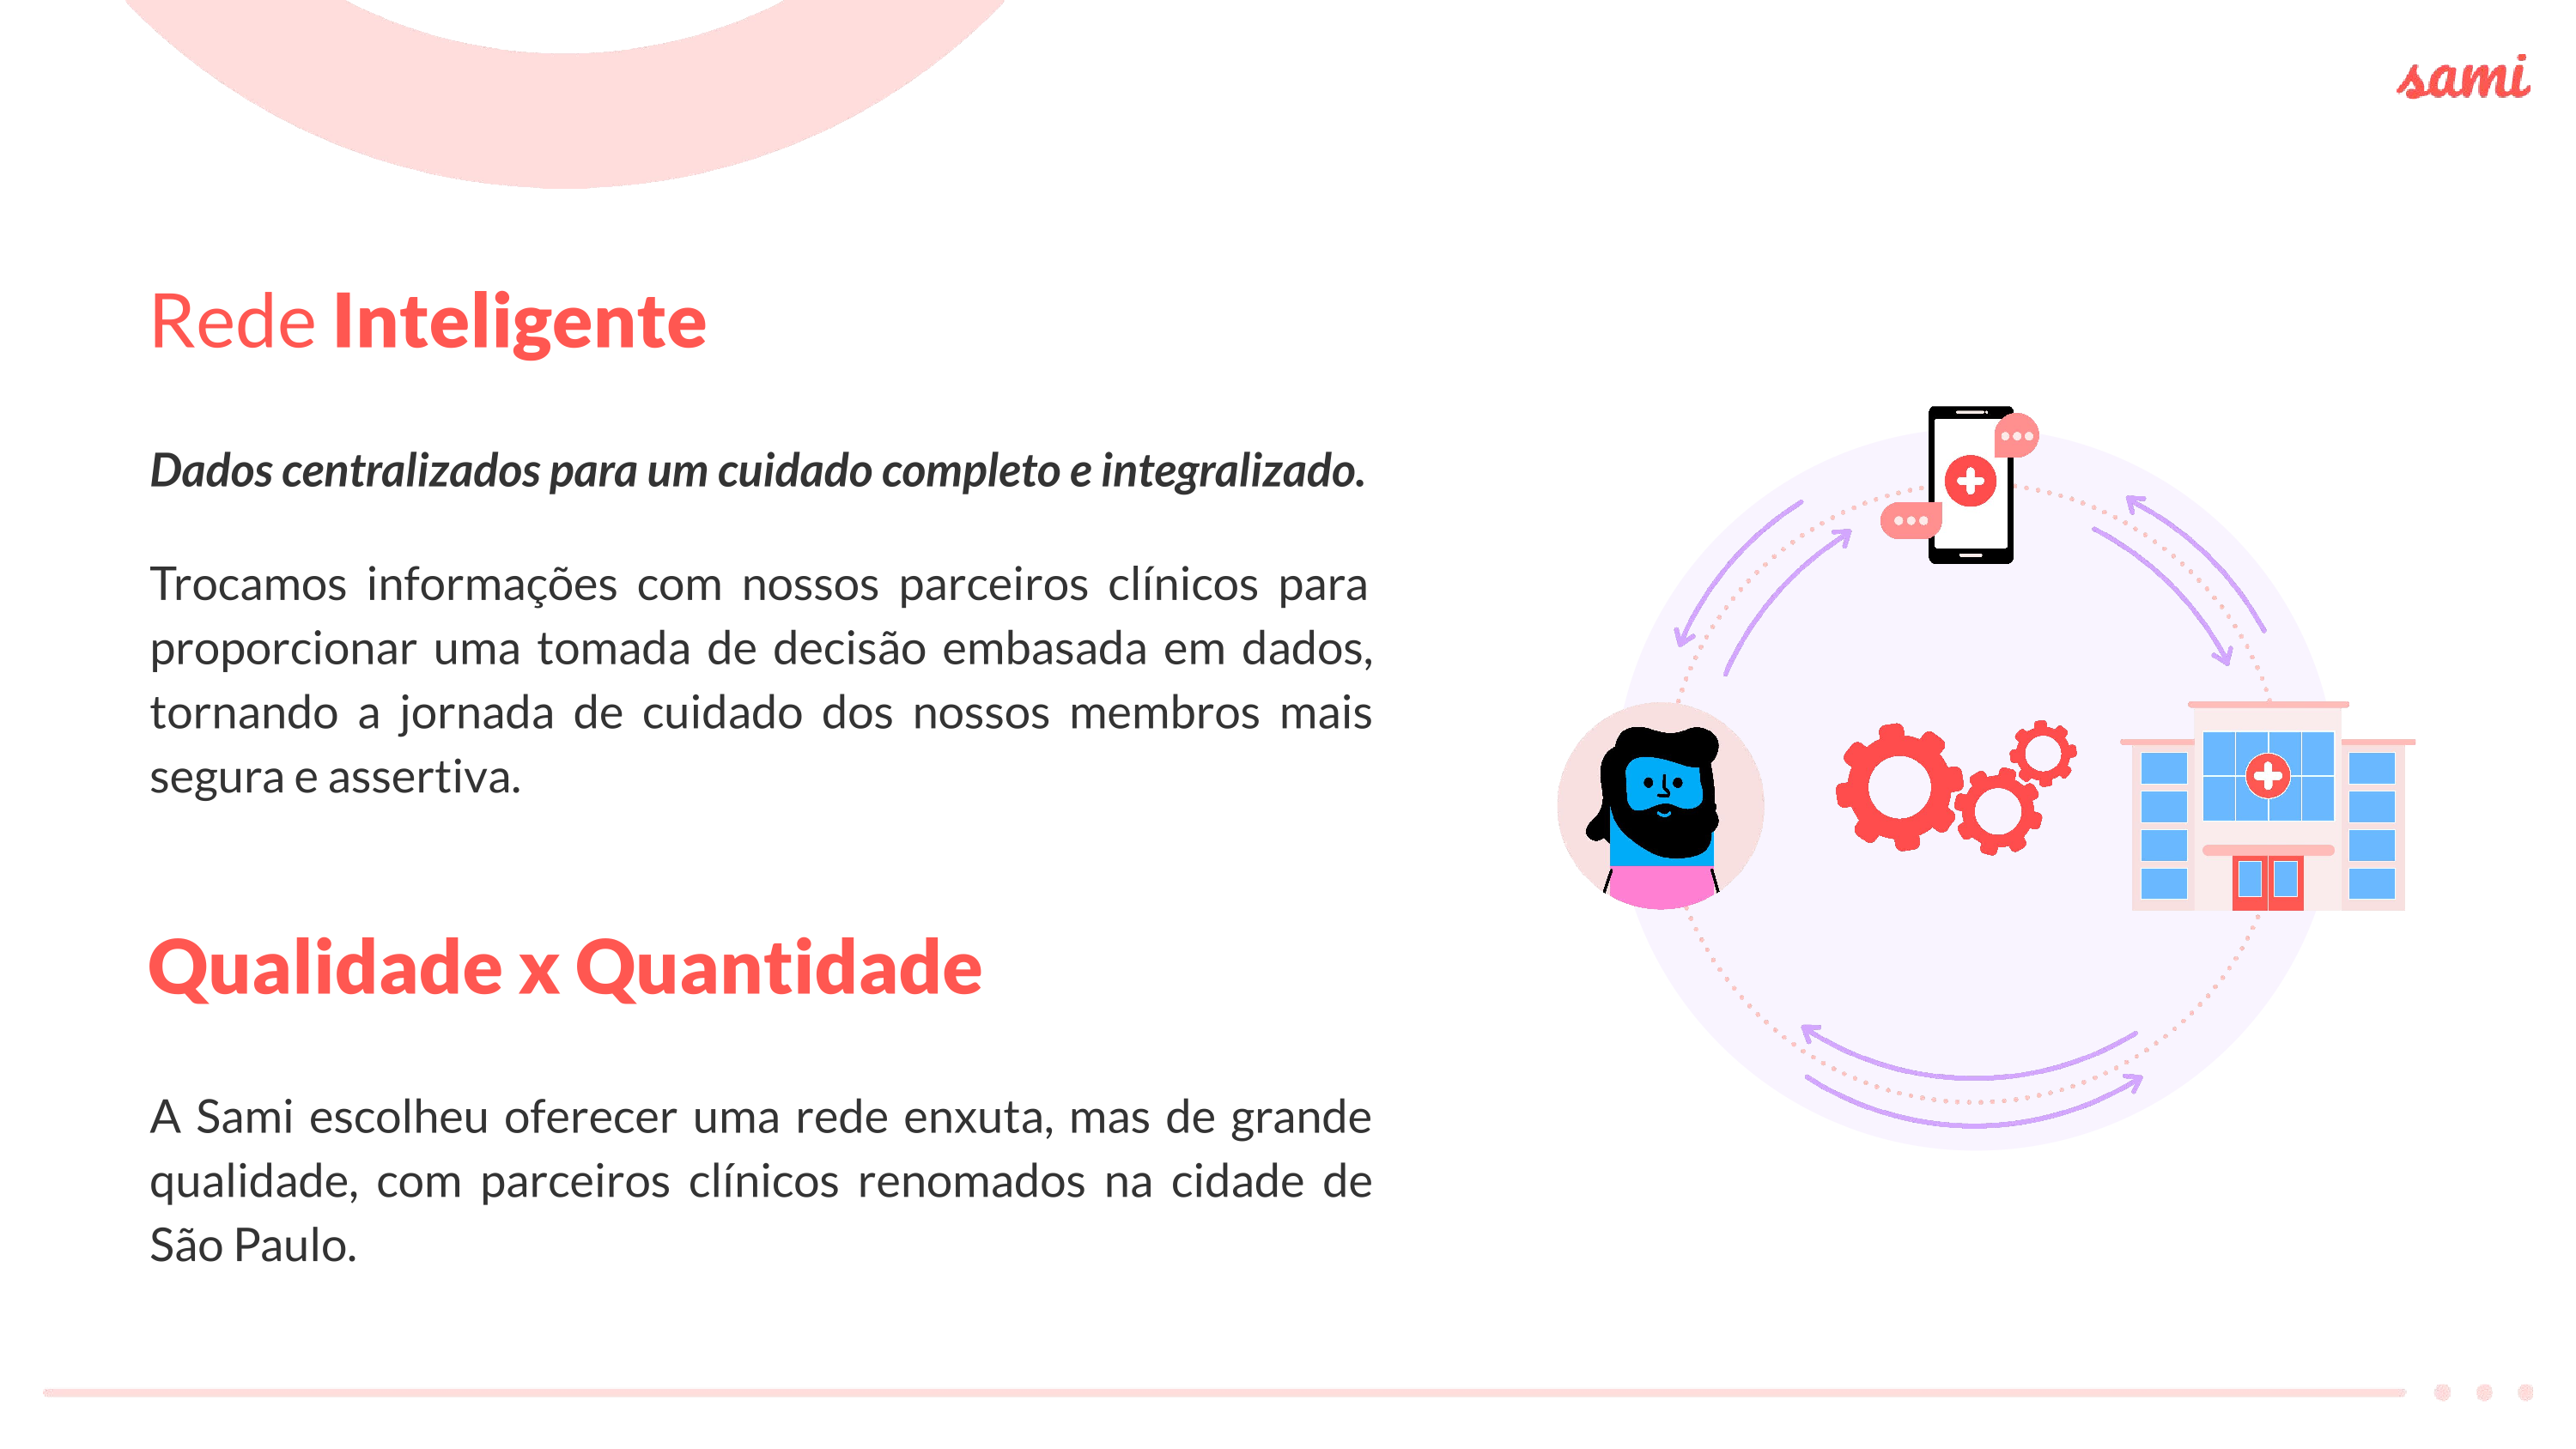 sami
Rede Inteligente
Dados centralizados para um cuidado completo e integralizado.
Trocamos informações com nossos parceiros clínicos para
proporcionar uma tomada de decisão embasada em dados,
tornando a jornada de cuidado dos nossos membros mais
segura e assertiva.
Qualidade x Quantidade
A Sami escolheu oferecer uma rede enxuta, mas de grande
qualidade, com parceiros clínicos renomados na cidade de
São Paulo.